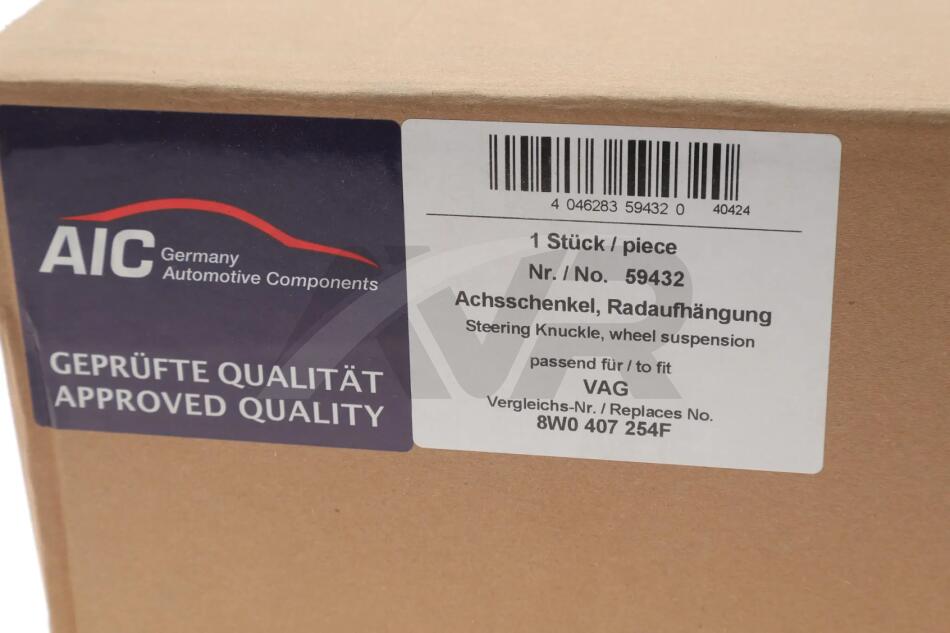 AIC Germany
Automotive Components
GEPRÜFTE QUALITÄT
APPROVED QUALITY
4 046283 59432 0 40424
1 Stück / piece
Nr. / No. 59432
Achsschenkel, Radaufhängung
Steering Knuckle, wheel suspension
passend für / to fit
VAG
Vergleichs-Nr. / Replaces No.
8W0 407 254F
AVR